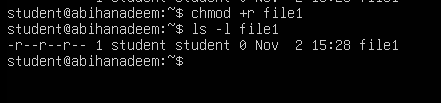 student@abihanadeem:~$ chmod +r file1
student@abihanadeem:~$ ls -l file1
-r--r--r-- 1 student student 0 Nov  2 15:28 file1
student@abihanadeem:~$